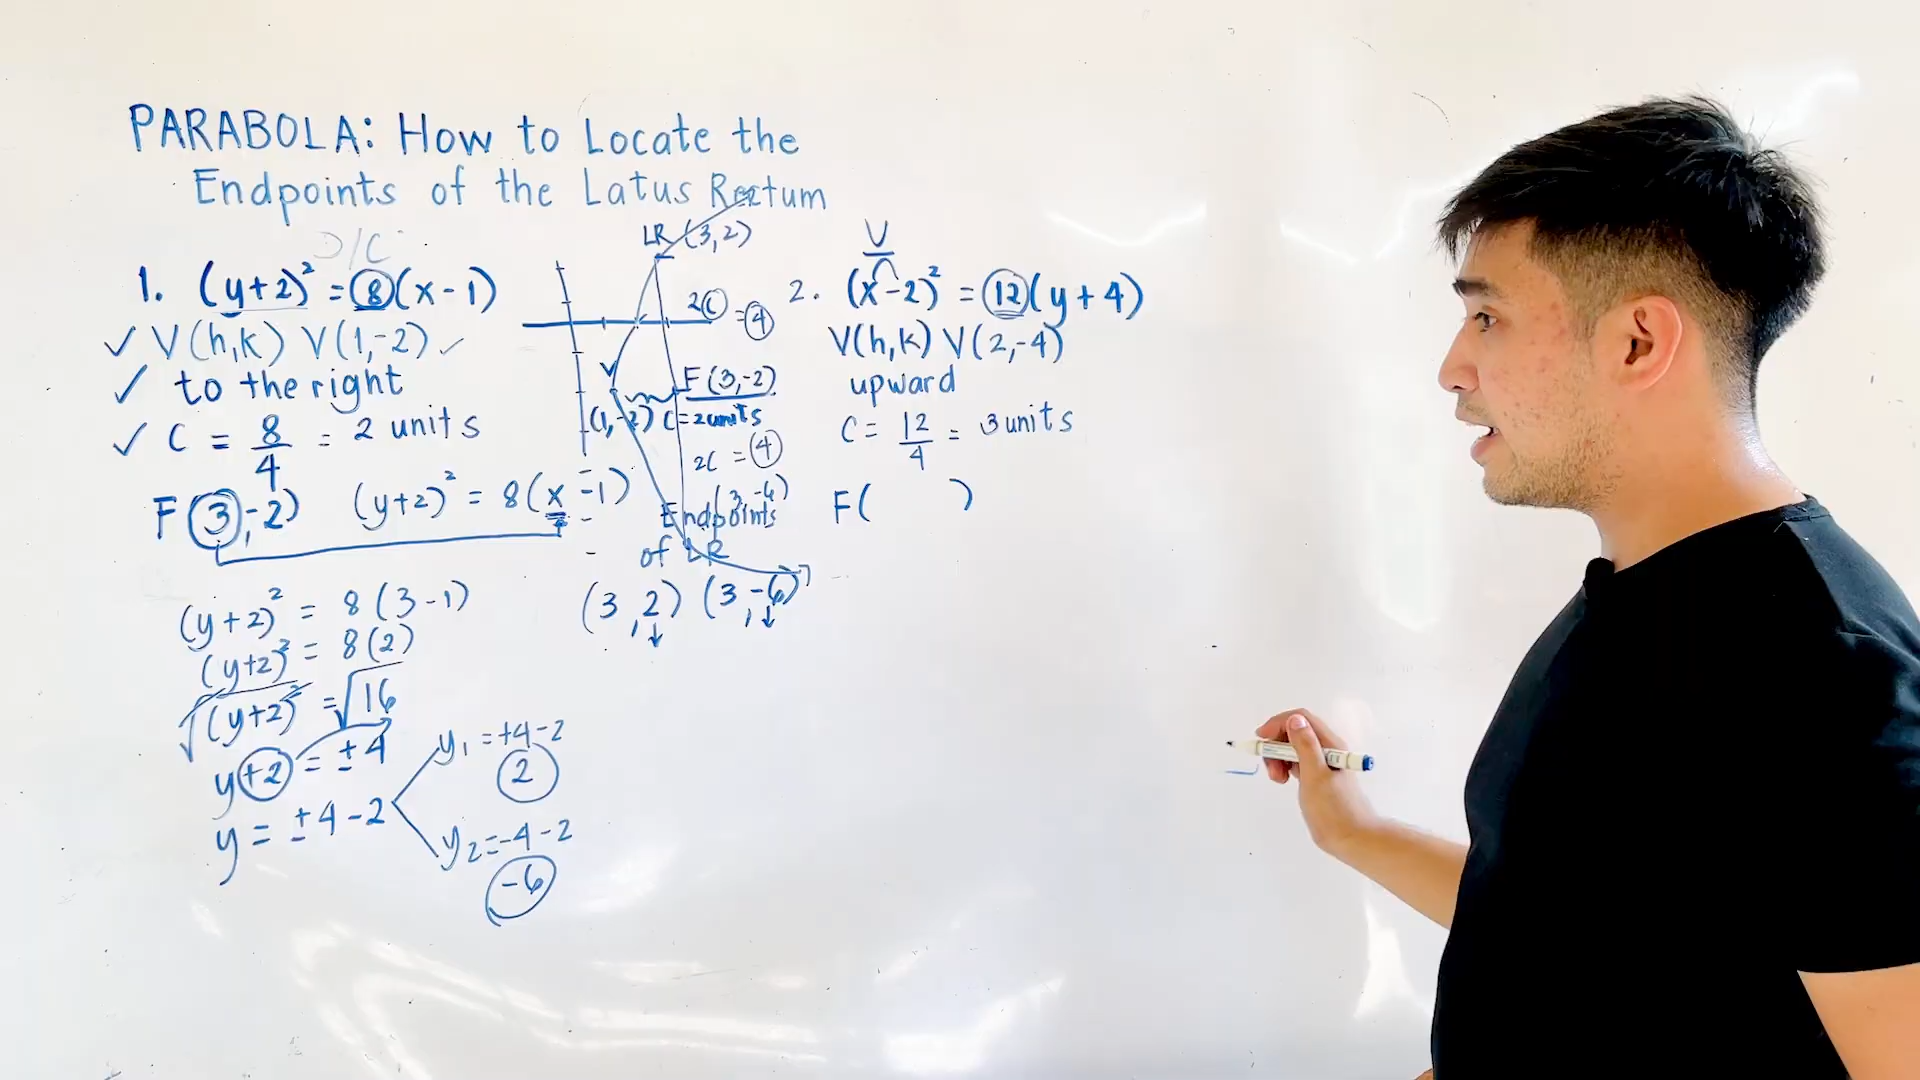 PARABOLA: How to Locate the
Endpoints of the Latus Rectum
1. (y+2)² = 8(x-1)
✓ V(h,k) V(1,-2) ✓
✓ to the right
✓ C = 8/4 = 2 units
F(3,-2) (y+2)² = 8(x-1)
(y+2)² = 8(3-1)
(y+2)² = 8(2)
√(y+2)² = √16
y+2 = ±4
y = ±4-2
y₁ = +4-2
2
y₂ = -4-2
-6
LR (3,2)
2C = 4
V
F(3,-2)
(1,-2) C=2units
2C = 4
(3,-6)
Endpoints
of LR
(3,2) (3,-6)
U
2. (x-2)² = 12(y+4)
V(h,k) V(2,-4)
upward
C = 12/4 = 3 units
F( )